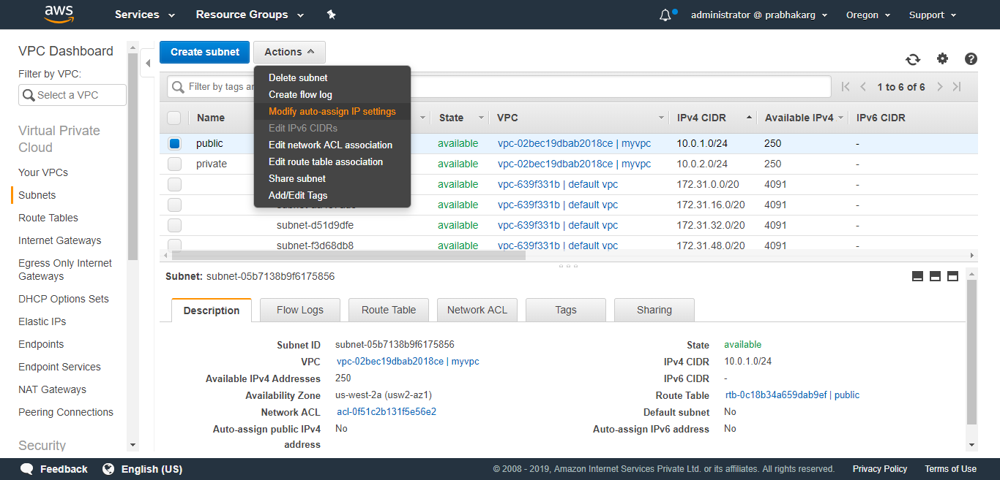 aws
Services
Resource Groups
administrator @ prabhakarg
Oregon
Support
VPC Dashboard
Filter by VPC:
Select a VPC
Virtual Private
Cloud
Your VPCs
Subnets
Route Tables
Internet Gateways
Egress Only Internet
Gateways
DHCP Options Sets
Elastic IPs
Endpoints
Endpoint Services
NAT Gateways
Peering Connections
Security
Create subnet
Actions
Delete subnet
Create flow log
Modify auto-assign IP settings
Edit IPv6 CIDRs
Edit network ACL association
Edit route table association
Share subnet
Add/Edit Tags
Filter by tags
1 to 6 of 6
Name State VPC IPv4 CIDR Available IPv4 IPv6 CIDR
public available vpc-02bec19dbab2018ce | myvpc 10.0.1.0/24 250 -
private available vpc-02bec19dbab2018ce | myvpc 10.0.2.0/24 250 -
available vpc-639f331b | default vpc 172.31.0.0/20 4091 -
available vpc-639f331b | default vpc 172.31.16.0/20 4091 -
subnet-d51d9dfe available vpc-639f331b | default vpc 172.31.32.0/20 4091 -
subnet-f3d68db8 available vpc-639f331b | default vpc 172.31.48.0/20 4091 -
Subnet: subnet-05b7138b9f6175856
Description Flow Logs Route Table Network ACL Tags Sharing
Subnet ID subnet-05b7138b9f6175856
VPC vpc-02bec19dbab2018ce | myvpc
Available IPv4 Addresses 250
Availability Zone us-west-2a (usw2-az1)
Network ACL acl-0f51c2b131f5e56e2
Auto-assign public IPv4 No
address
State available
IPv4 CIDR 10.0.1.0/24
IPv6 CIDR -
Route Table rtb-0c18b34a659dab9ef | public
Default subnet No
Auto-assign IPv6 address No
Feedback
English (US)
© 2008 - 2019, Amazon Internet Services Private Ltd. or its affiliates. All rights reserved.
Privacy Policy
Terms of Use